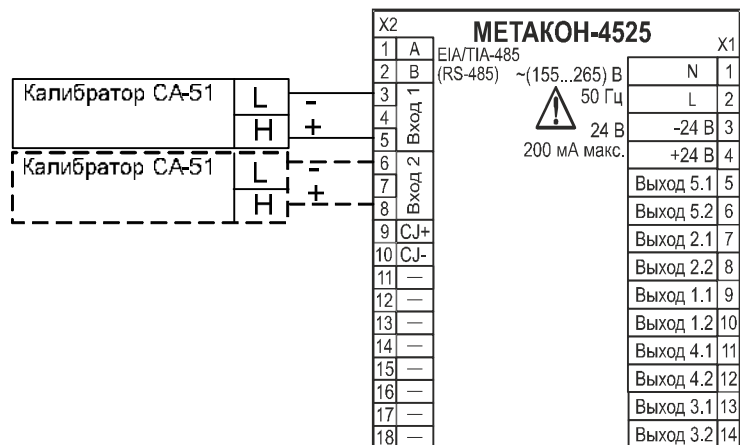 X2
МЕТАКОН-4525
X1
1 A
EIA/TIA-485
2 B
(RS-485)
~(155...265) В
50 Гц
24 В
200 мА макс.
Калибратор СА-51
L -
H +
3
4
5
Вход 1
Калибратор СА-51
L -
H +
6
7
8
Вход 2
9 CJ+
10 CJ-
11 —
12 —
13 —
14 —
15 —
16 —
17 —
18 —
N 1
L 2
-24 В 3
+24 В 4
Выход 5.1 5
Выход 5.2 6
Выход 2.1 7
Выход 2.2 8
Выход 1.1 9
Выход 1.2 10
Выход 4.1 11
Выход 4.2 12
Выход 3.1 13
Выход 3.2 14